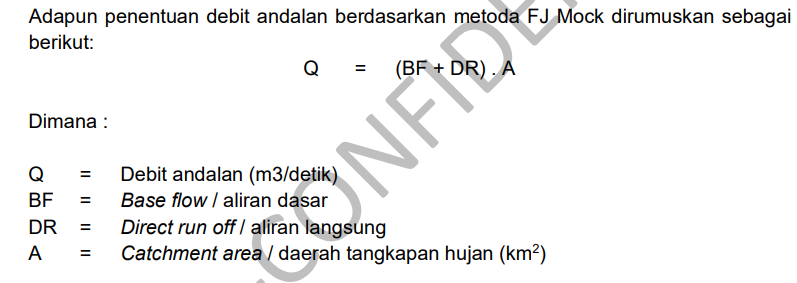 Adapun penentuan debit andalan berdasarkan metoda FJ Mock dirumuskan sebagai
berikut:
Q = (BF + DR) . A
Dimana :
Q = Debit andalan (m3/detik)
BF = Base flow / aliran dasar
DR = Direct run off / aliran langsung
A = Catchment area / daerah tangkapan hujan (km²)